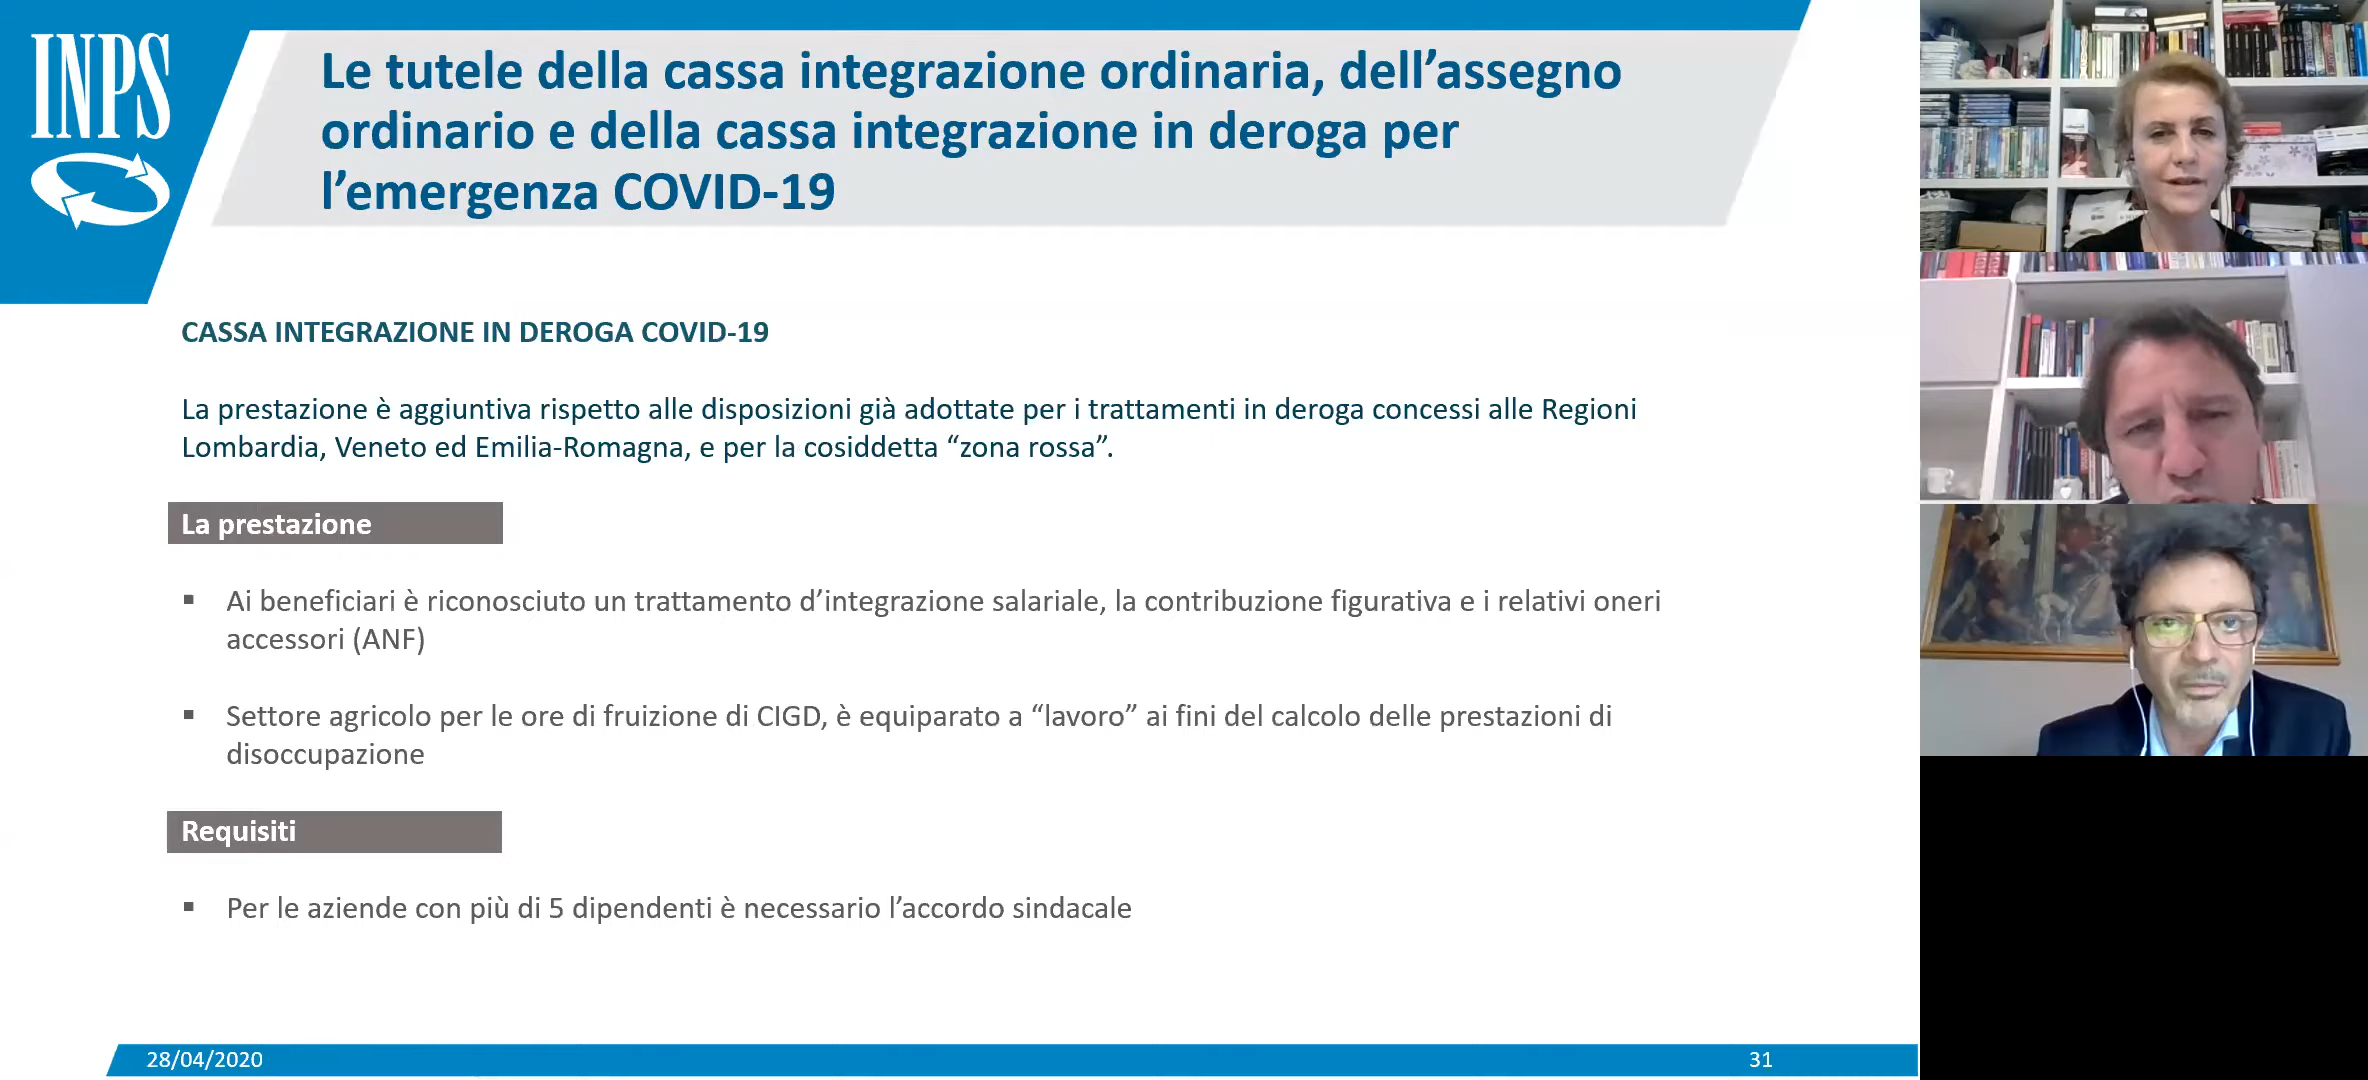 INPS
Le tutele della cassa integrazione ordinaria, dell’assegno
ordinario e della cassa integrazione in deroga per
l’emergenza COVID-19
CASSA INTEGRAZIONE IN DEROGA COVID-19
La prestazione è aggiuntiva rispetto alle disposizioni già adottate per i trattamenti in deroga concessi alle Regioni
Lombardia, Veneto ed Emilia-Romagna, e per la cosiddetta “zona rossa”.
La prestazione
▪ Ai beneficiari è riconosciuto un trattamento d’integrazione salariale, la contribuzione figurativa e i relativi oneri
accessori (ANF)
▪ Settore agricolo per le ore di fruizione di CIGD, è equiparato a “lavoro” ai fini del calcolo delle prestazioni di
disoccupazione
Requisiti
▪ Per le aziende con più di 5 dipendenti è necessario l’accordo sindacale
28/04/2020
31